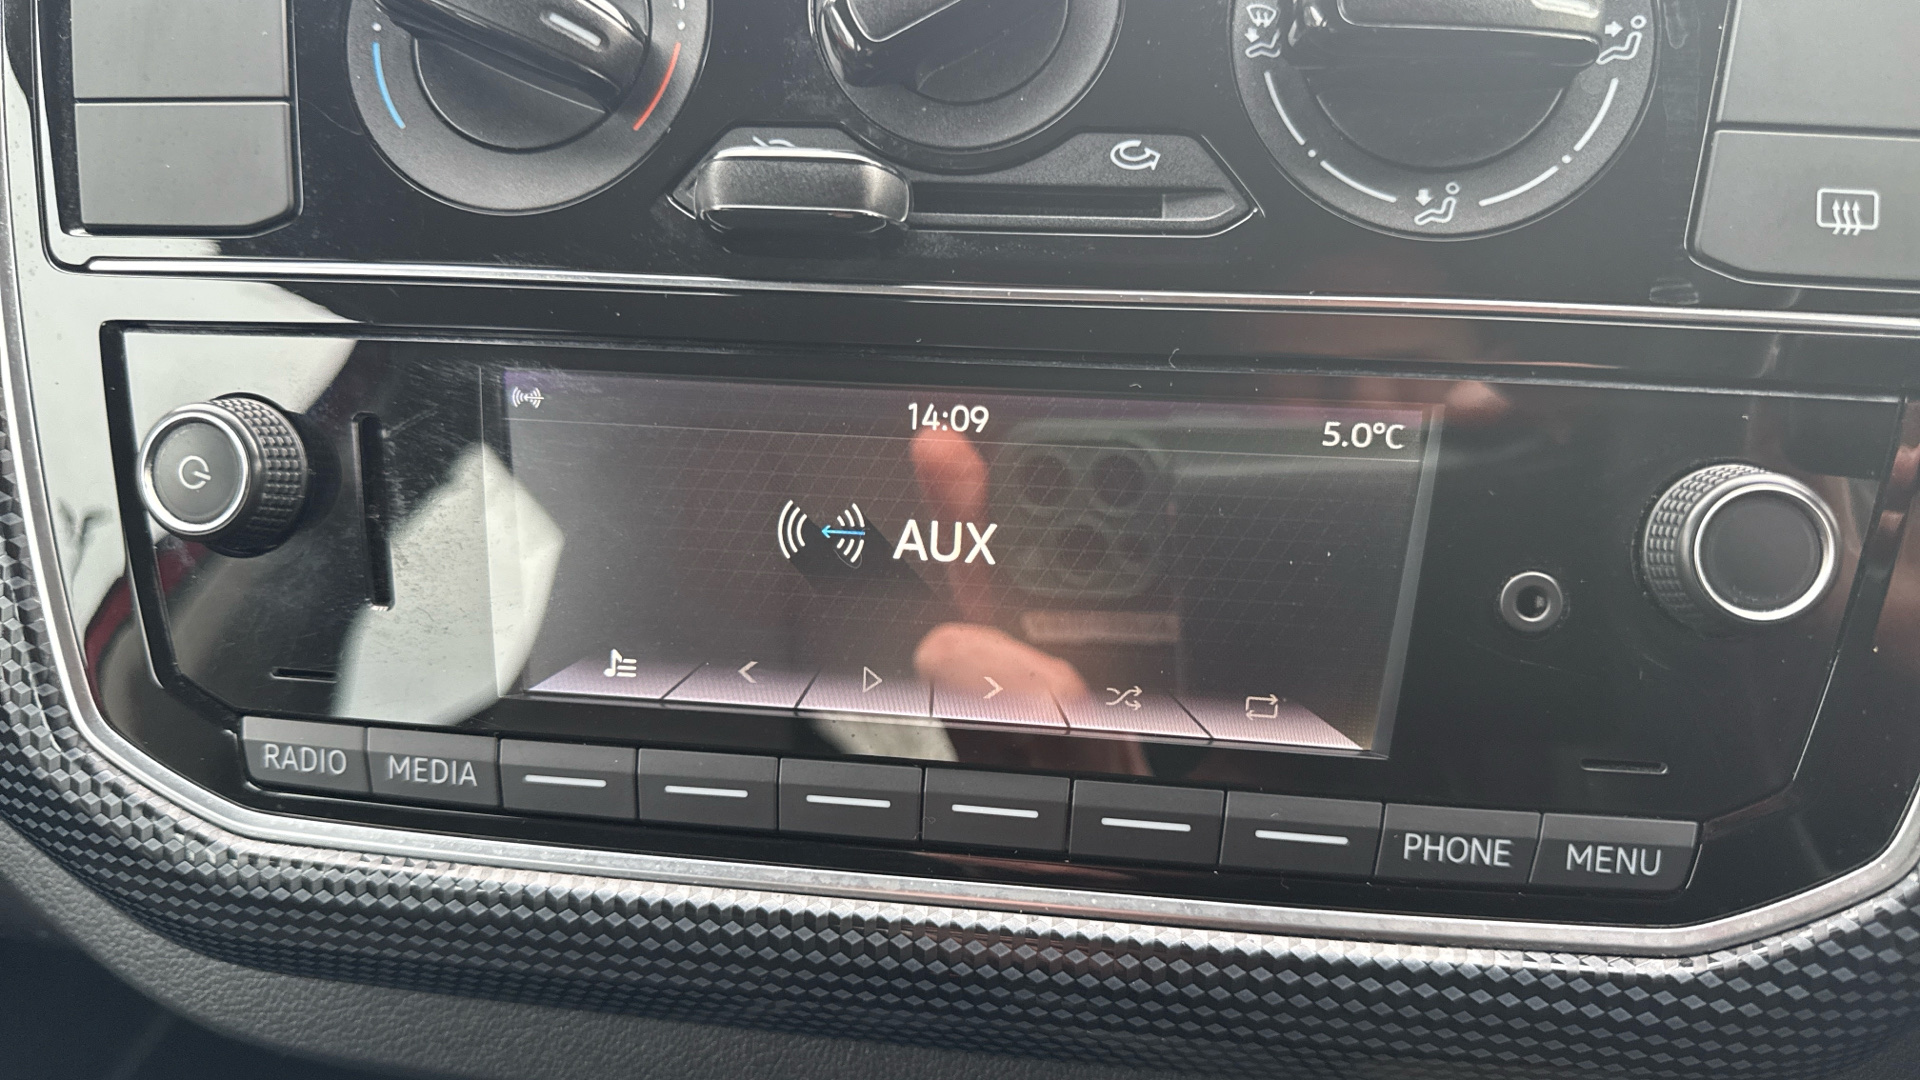 14:09
5.0°C
AUX
RADIO
MEDIA
PHONE
MENU